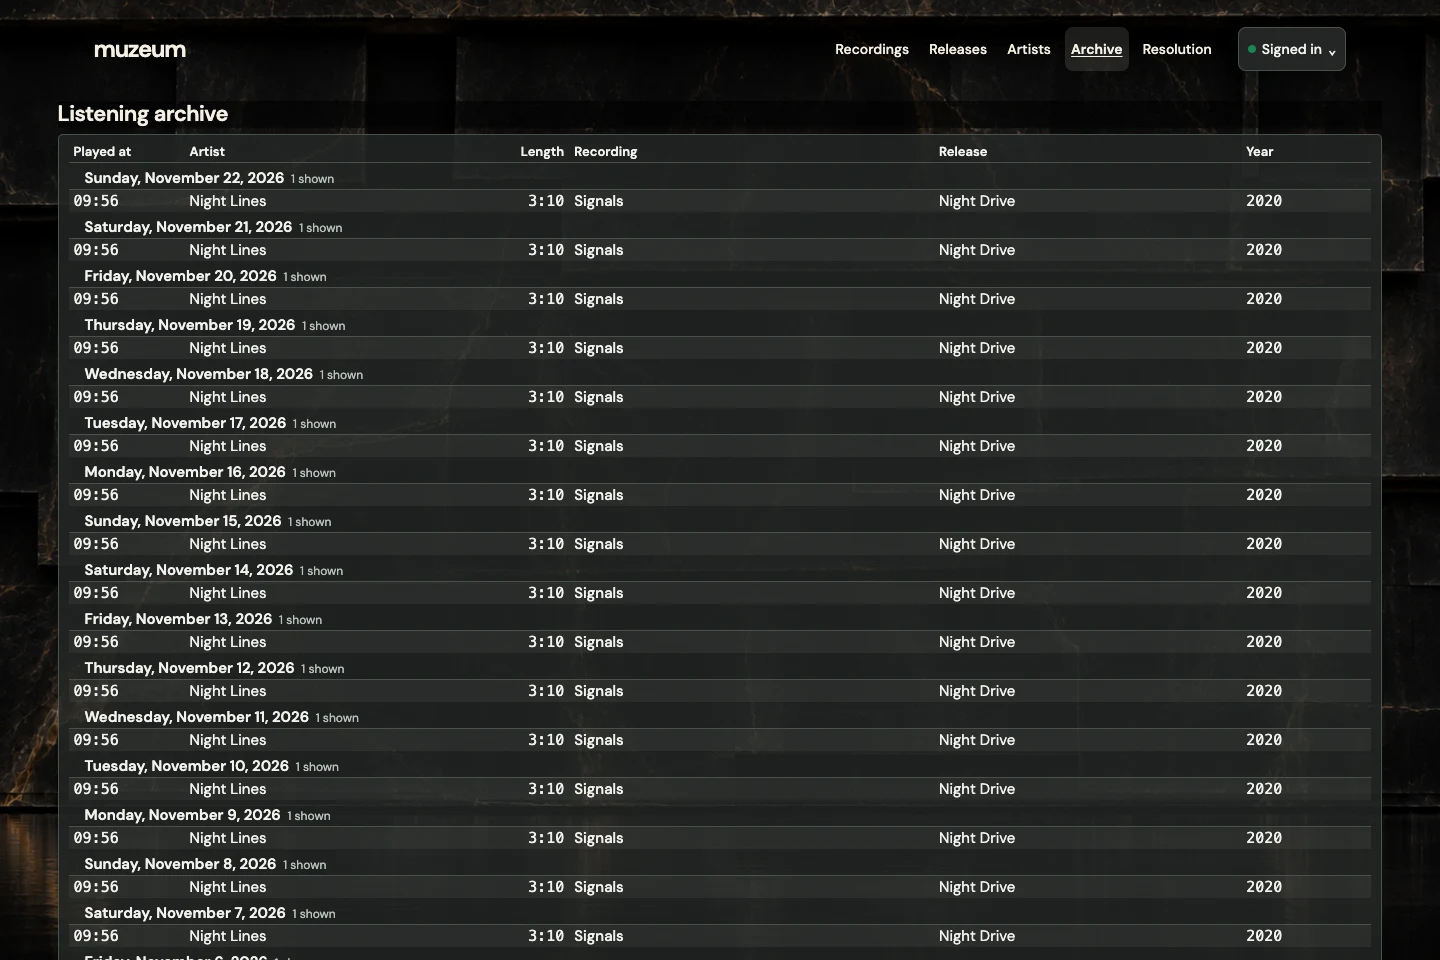 muzeum
Recordings Releases Artists Archive Resolution Signed in
Listening archive
Played at Artist Length Recording Release Year
Sunday, November 22, 2026 1 shown
09:56 Night Lines 3:10 Signals Night Drive 2020
Saturday, November 21, 2026 1 shown
09:56 Night Lines 3:10 Signals Night Drive 2020
Friday, November 20, 2026 1 shown
09:56 Night Lines 3:10 Signals Night Drive 2020
Thursday, November 19, 2026 1 shown
09:56 Night Lines 3:10 Signals Night Drive 2020
Wednesday, November 18, 2026 1 shown
09:56 Night Lines 3:10 Signals Night Drive 2020
Tuesday, November 17, 2026 1 shown
09:56 Night Lines 3:10 Signals Night Drive 2020
Monday, November 16, 2026 1 shown
09:56 Night Lines 3:10 Signals Night Drive 2020
Sunday, November 15, 2026 1 shown
09:56 Night Lines 3:10 Signals Night Drive 2020
Saturday, November 14, 2026 1 shown
09:56 Night Lines 3:10 Signals Night Drive 2020
Friday, November 13, 2026 1 shown
09:56 Night Lines 3:10 Signals Night Drive 2020
Thursday, November 12, 2026 1 shown
09:56 Night Lines 3:10 Signals Night Drive 2020
Wednesday, November 11, 2026 1 shown
09:56 Night Lines 3:10 Signals Night Drive 2020
Tuesday, November 10, 2026 1 shown
09:56 Night Lines 3:10 Signals Night Drive 2020
Monday, November 9, 2026 1 shown
09:56 Night Lines 3:10 Signals Night Drive 2020
Sunday, November 8, 2026 1 shown
09:56 Night Lines 3:10 Signals Night Drive 2020
Saturday, November 7, 2026 1 shown
09:56 Night Lines 3:10 Signals Night Drive 2020